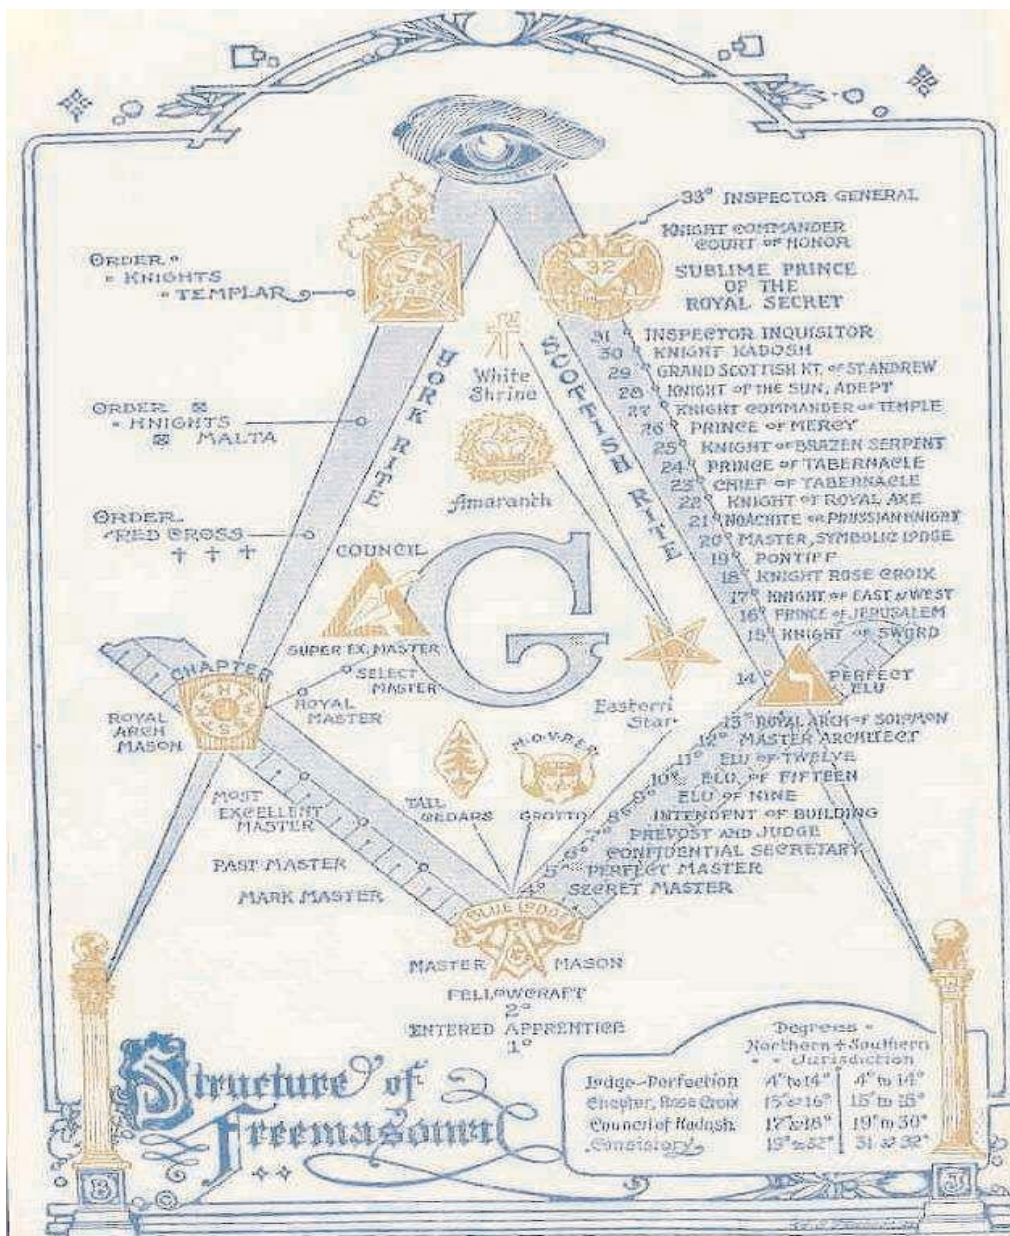 33° INSPECTOR GENERAL
KNIGHT COMMANDER
COURT OF HONOR
32
SUBLIME PRINCE
OF THE
ROYAL SECRET
ORDER
KNIGHTS
TEMPLAR
YORK RITE
SCOTTISH RITE
31 INSPECTOR INQUISITOR
30 KNIGHT KADOSH
29 GRAND SCOTTISH KT. OF ST. ANDREW
28 KNIGHT OF THE SUN, ADEPT
27 KNIGHT COMMANDER OF TEMPLE
26° PRINCE OF MERCY
25° KNIGHT OF BRAZEN SERPENT
24° PRINCE OF TABERNACLE
23° CHIEF OF TABERNACLE
22° KNIGHT OF ROYAL AXE
21° NOACHITE OR PRUSSIAN KNIGHT
20° MASTER, SYMBOLIC LODGE
19° PONTIFF
18° KNIGHT ROSE CROIX
17° KNIGHT OF EAST & WEST
16° PRINCE OF JERUSALEM
15° KNIGHT OF SWORD
14° PERFECT
ELU
White
Shrine
Amaranth
ORDER
KNIGHTS
MALTA
ORDER
RED CROSS
COUNCIL
G
SUPER EX. MASTER
SELECT
MASTER
ROYAL
MASTER
Eastern
Star
CHAPTER
ROYAL
ARCH
MASON
13° ROYAL ARCH OF SOLOMON
12° MASTER ARCHITECT
11° ELU OF TWELVE
10° ELU OF FIFTEEN
9° ELU OF NINE
8° INTENDENT OF BUILDING
7° PREVOST AND JUDGE
6° CONFIDENTIAL SECRETARY
5° PERFECT MASTER
4° SECRET MASTER
TALL
CEDARS
GROTTO
MOST
EXCELLENT
MASTER
PAST MASTER
MARK MASTER
BLUE LODGE
MASTER MASON
FELLOWCRAFT
2°
ENTERED APPRENTICE
1°
Structure of
Freemasonry
Degrees
Northern + Southern
Jurisdiction
Lodge-Perfection 4° to 14° 4° to 14°
Chapter, Rose Croix 15° & 16° 15° to 18°
Council of Kadosh 17° & 18° 19° to 30°
Consistory 19° to 32° 31 & 32°
B
J